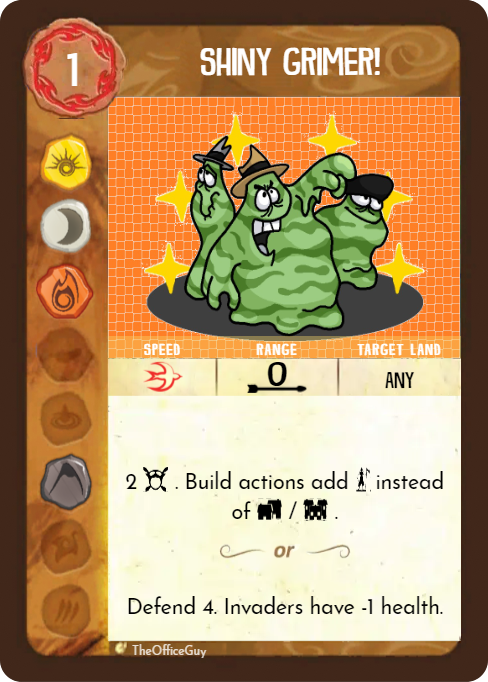 1
SHINY GRIMER!
SPEED RANGE TARGET LAND
0 ANY
2 . Build actions add instead
of / .
or
Defend 4. Invaders have -1 health.
TheOfficeGuy